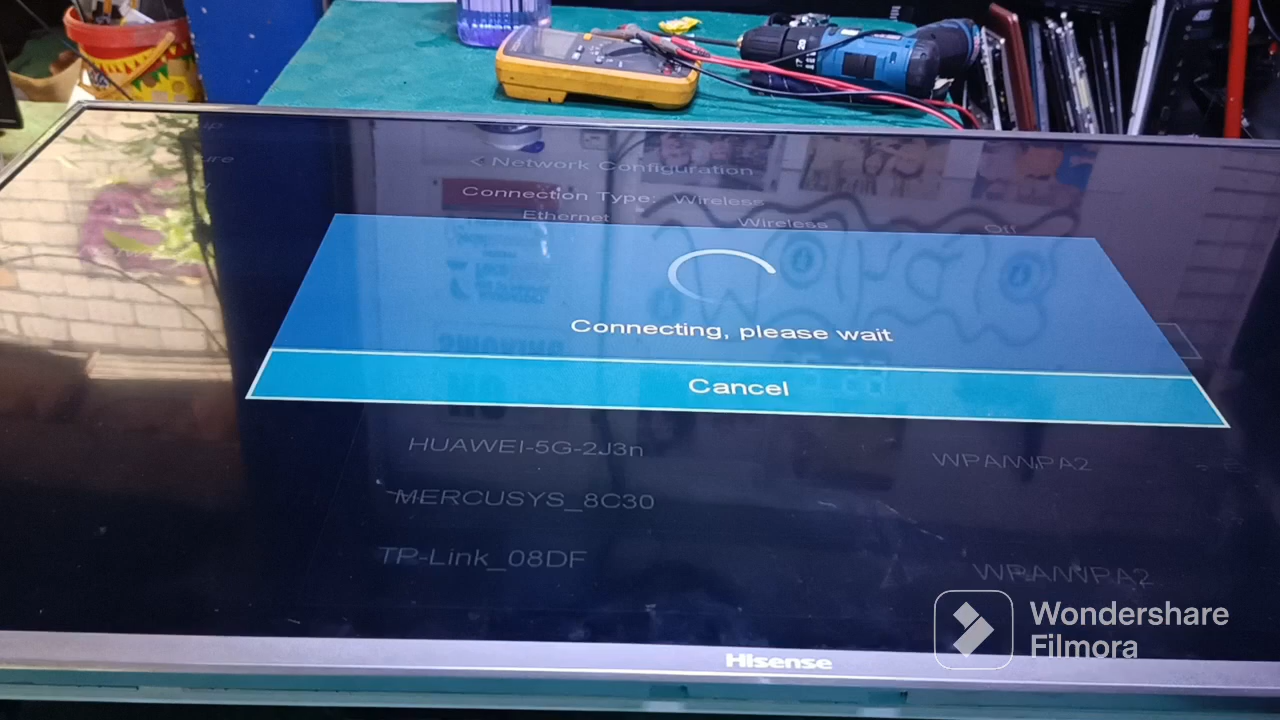 < Network Configuration
Connection Type: Wireless
Ethernet Wireless Off
Connecting, please wait
Cancel
HUAWEI-5G-2J3n WPA/WPA2
MERCUSYS_8C30
TP-Link_08DF WPA/WPA2
Wondershare
Filmora
Hisense